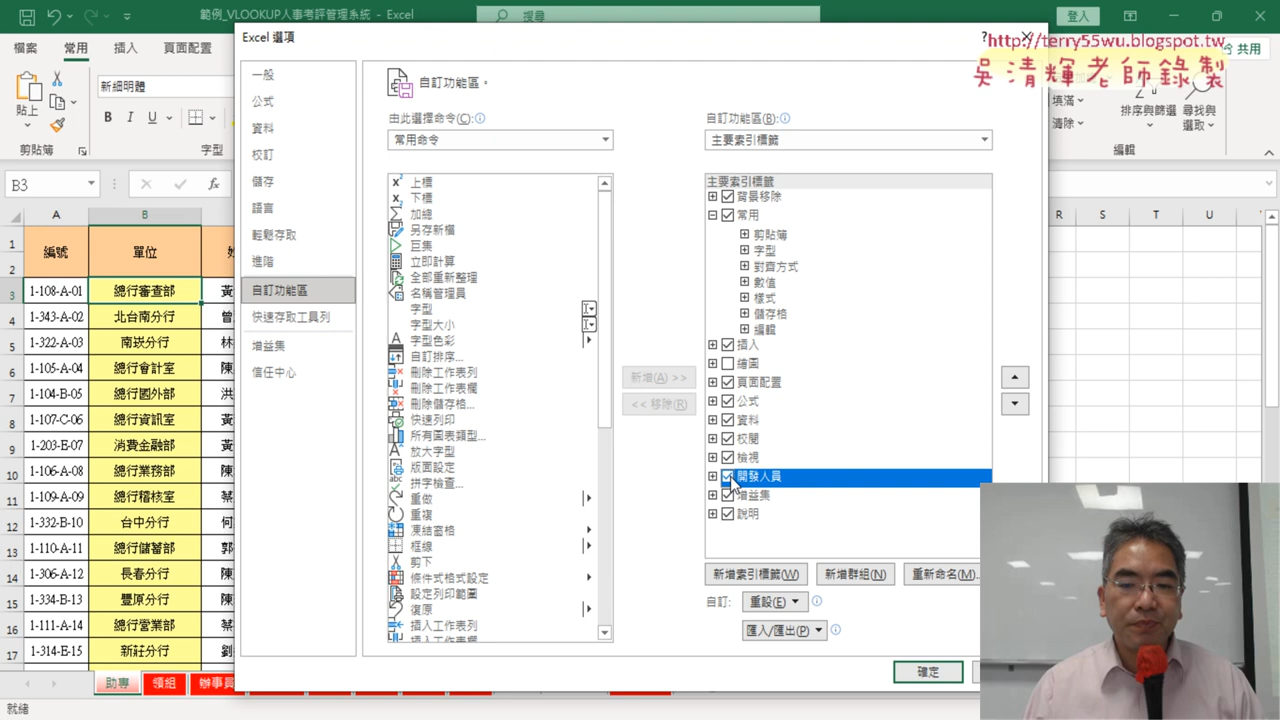 範例_VLOOKUP人事考評管理系統 - Excel
搜尋
登入
Excel 選項
?
http://terry55wu.blogspot.tw
吳清輝老師錄製
檔案
常用
插入
頁面配置
共用
貼上
剪貼簿
新細明體
B I U
字型
填滿
清除
排序與篩選
尋找與
選取
編輯
B3
fx
A
B
R
S
T
U
1
2
3
4
5
6
7
8
9
10
11
12
13
14
15
16
17
編號
單位
1-108-A-01 總行審查部 黃
1-343-A-02 北台南分行 曾
1-322-A-03 南崁分行 林
1-105-A-04 總行會計室 陳
1-104-B-05 總行國外部 洪
1-107-C-06 總行資訊室 黃
1-203-E-07 消費金融部 黃
1-106-A-08 總行業務部 陳
1-109-A-09 總行稽核室 蔡
1-332-B-10 台中分行 何
1-110-A-11 總行儲蓄部 郭
1-306-A-12 長春分行 陳
1-334-B-13 豐原分行 陳
1-111-A-14 總行營業部 蔡
1-314-E-15 新莊分行 劉
助專
領組
辦事員
就緒
一般
公式
資料
校訂
儲存
語言
輕鬆存取
進階
自訂功能區
快速存取工具列
增益集
信任中心
自訂功能區。
由此選擇命令(C):
常用命令
上標
下標
加總
另存新檔
巨集
立即計算
全部重新整理
名稱管理員
字型
字型大小
字型色彩
自訂排序...
刪除工作表列
刪除工作表欄
刪除儲存格...
快速列印
所有圖表類型...
放大字型
版面設定
拼字檢查...
重做
重複
凍結窗格
框線
剪下
條件式格式設定
設定列印範圍
復原
插入工作表列
插入工作表欄
新增(A) >>
<< 移除(R)
自訂功能區(B):
主要索引標籤
主要索引標籤
背景移除
常用
剪貼簿
字型
對齊方式
數值
樣式
儲存格
編輯
插入
繪圖
頁面配置
公式
資料
校閱
檢視
開發人員
增益集
說明
新增索引標籤(W)
新增群組(N)
重新命名(M)...
自訂:
重設(E)
匯入/匯出(P)
確定